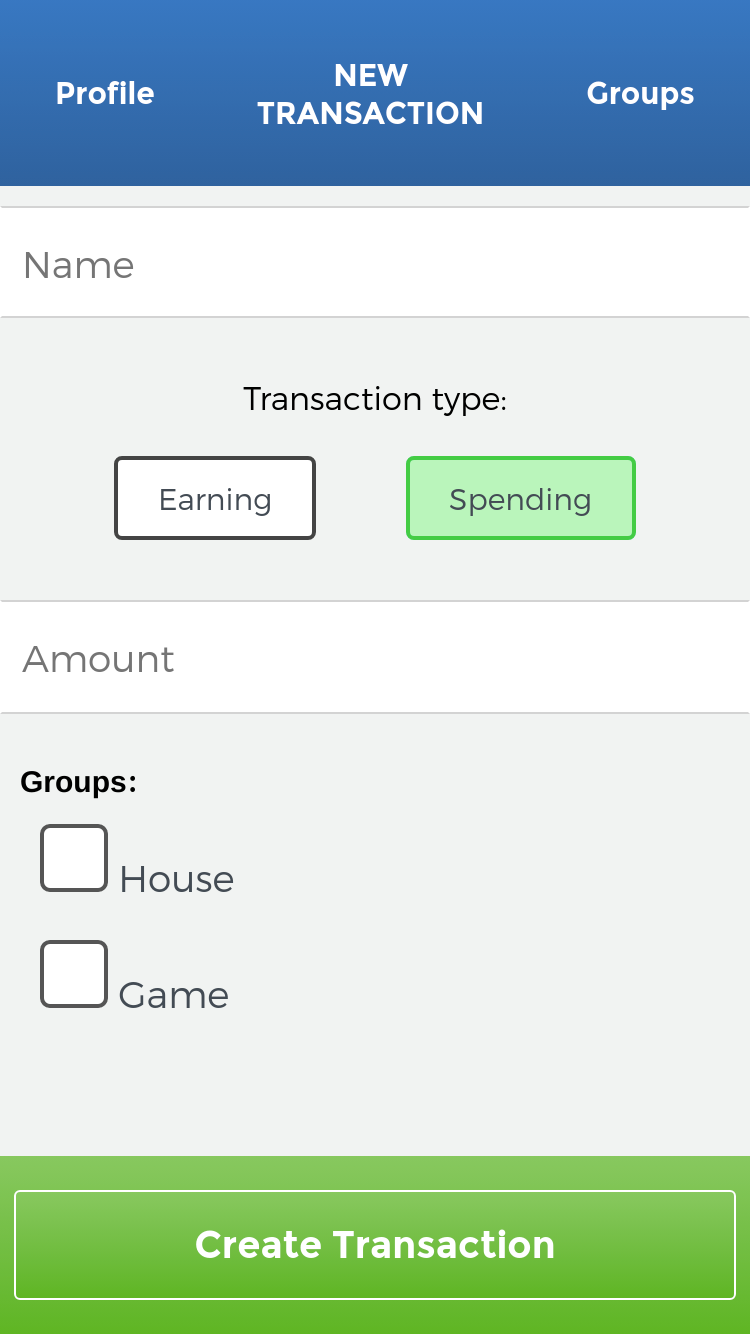 Profile
NEW
TRANSACTION
Groups
Name
Transaction type:
Earning
Spending
Amount
Groups:
House
Game
Create Transaction